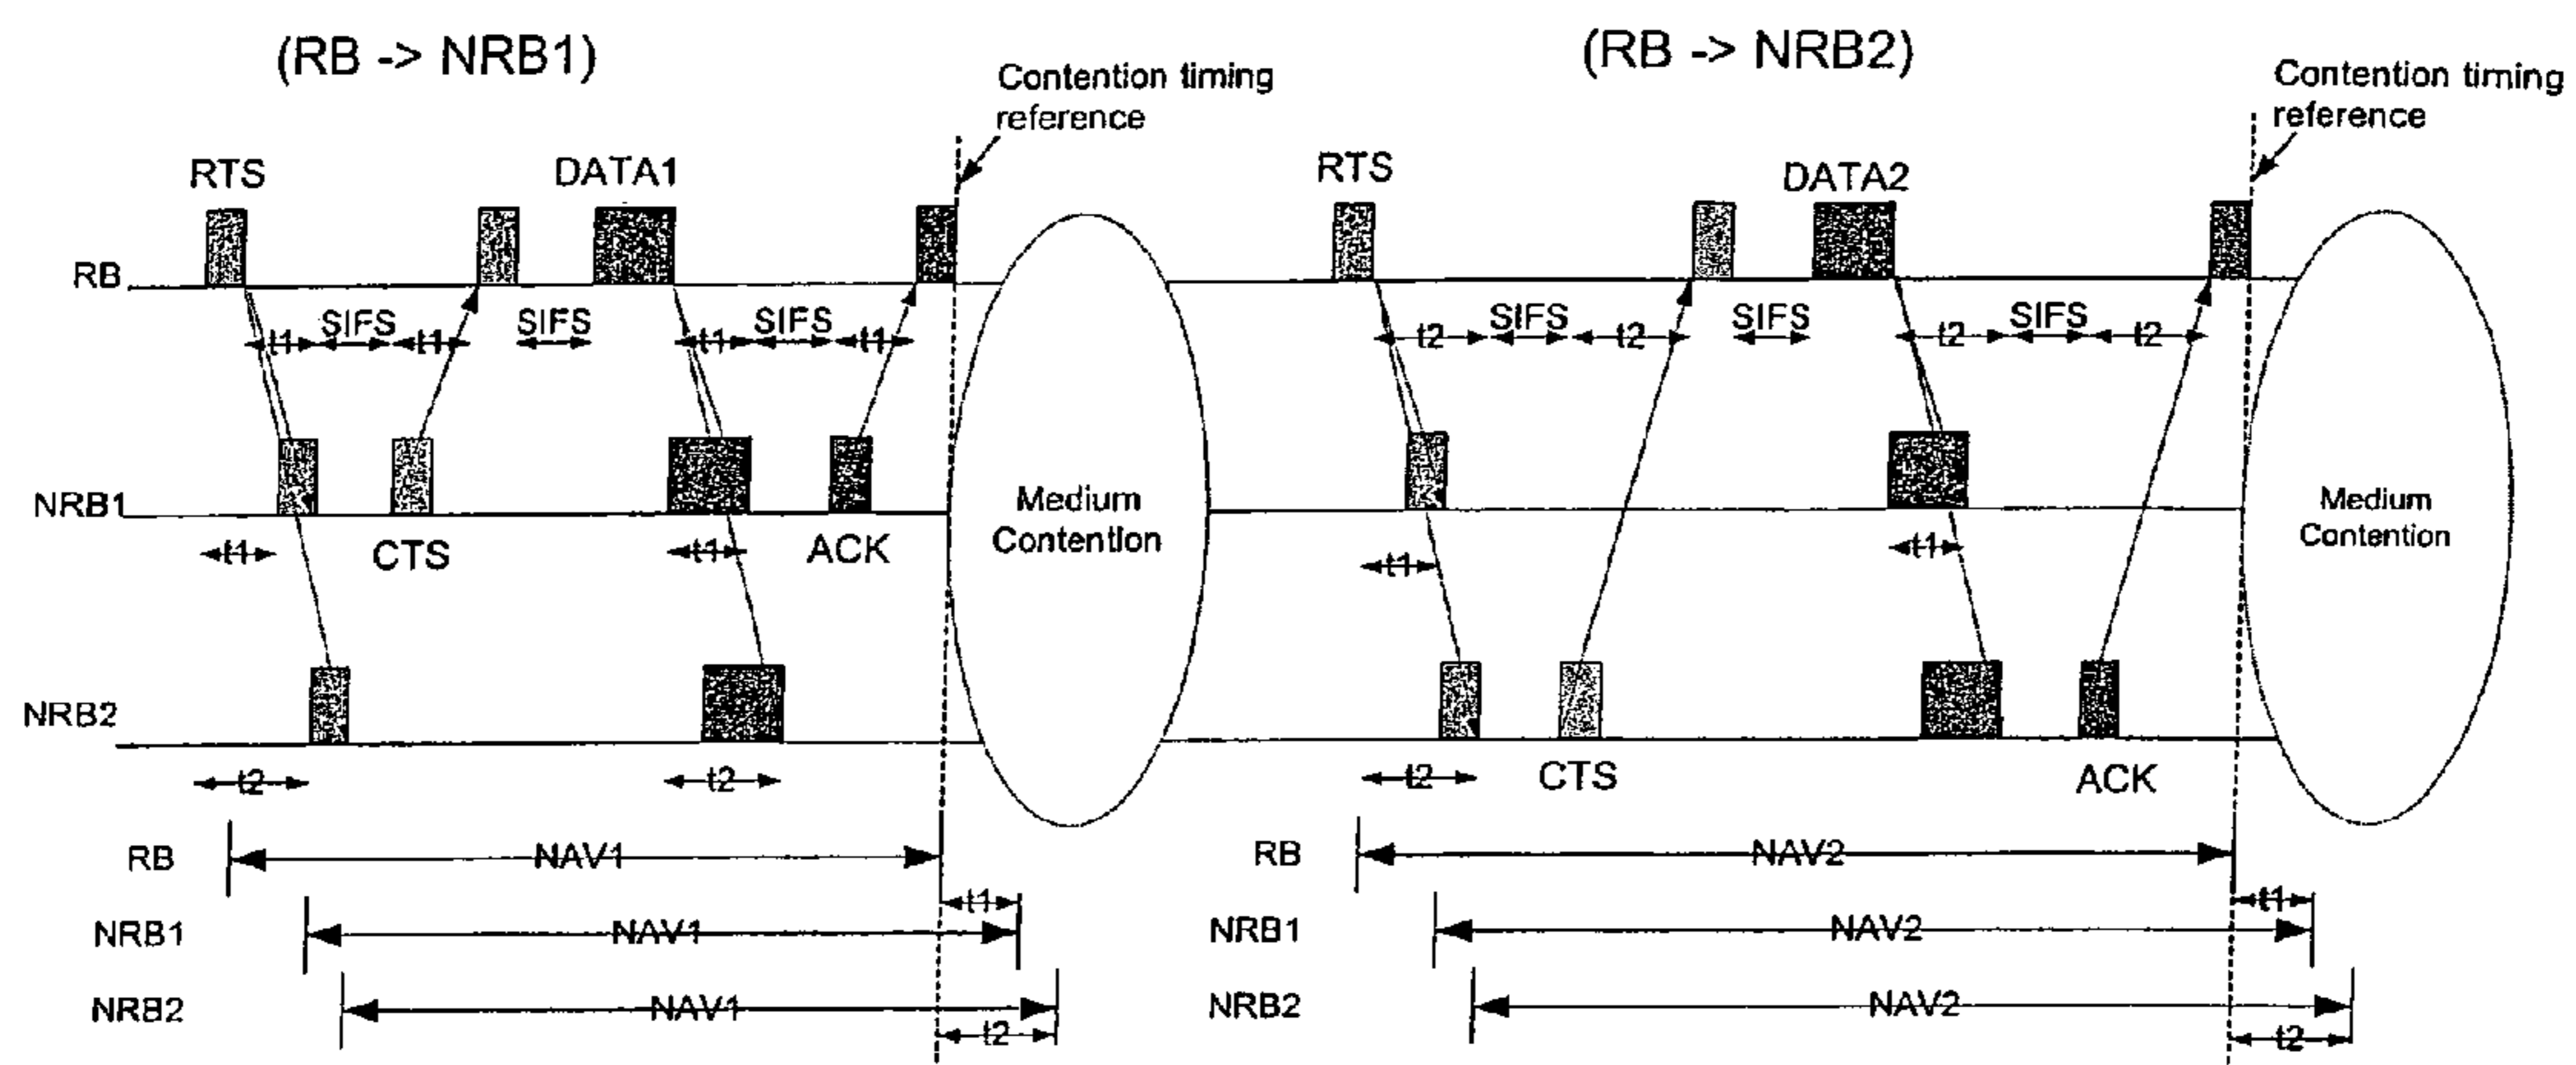 (RB -> NRB1)
(RB -> NRB2)
Contention timing
reference
Contention timing
reference
RTS
DATA1
RTS
DATA2
RB
t1
SIFS
t1
SIFS
t1
SIFS
t1
t2
SIFS
t2
SIFS
t2
SIFS
t2
NRB1
Medium
Contention
Medium
Contention
t1
CTS
t1
ACK
t1
t1
NRB2
t2
t2
t2
CTS
ACK
RB
NAV1
RB
NAV2
t1
t1
NRB1
NAV1
NRB1
NAV2
NRB2
NAV1
NRB2
NAV2
t2
t2